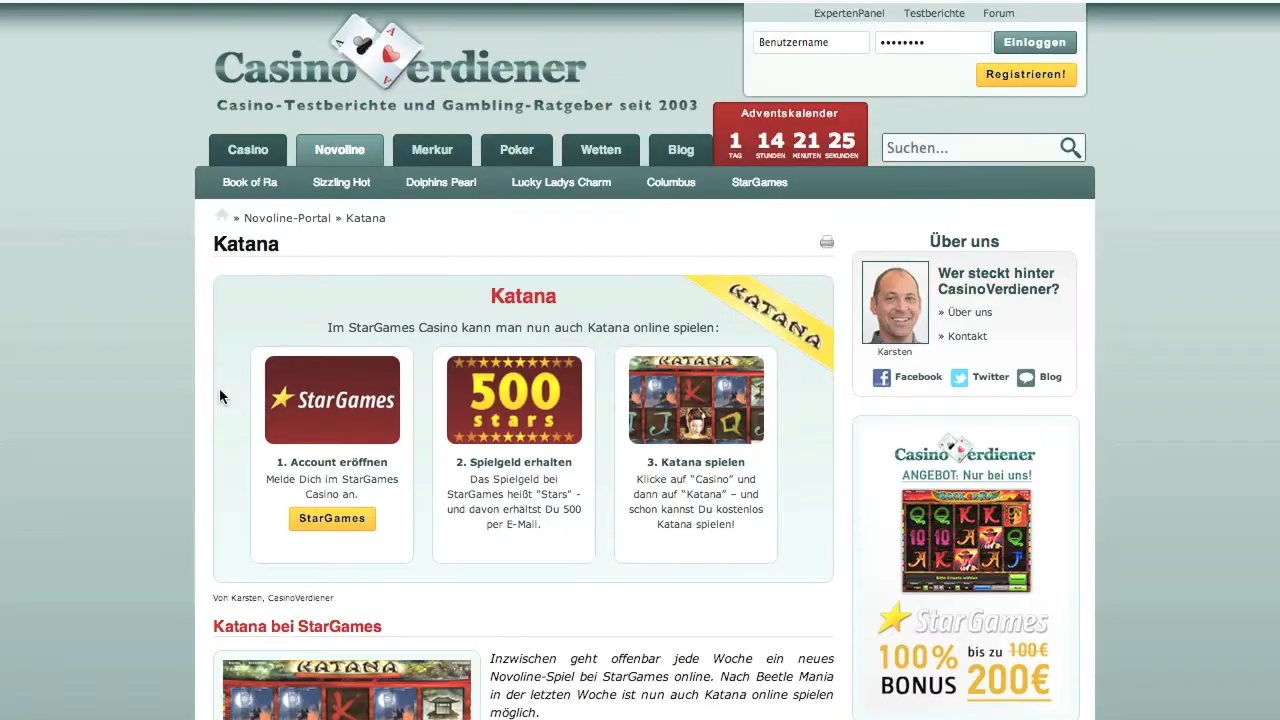 ExpertenPanel Testberichte Forum
Benutzername •••••••• Einloggen
Registrieren!
CasinoVerdiener
Casino-Testberichte und Gambling-Ratgeber seit 2003
Adventskalender
1 14 21 25
TAG STUNDEN MINUTEN SEKUNDEN
Casino Novoline Merkur Poker Wetten Blog
Suchen...
Book of Ra Sizzling Hot Dolphins Pearl Lucky Ladys Charm Columbus StarGames
» Novoline-Portal » Katana
Katana
Katana
KATANA
Im StarGames Casino kann man nun auch Katana online spielen:
StarGames
1. Account eröffnen
Melde Dich im StarGames
Casino an.
StarGames
500
stars
2. Spielgeld erhalten
Das Spielgeld bei
StarGames heißt "Stars" -
und davon erhältst Du 500
per E-Mail.
KATANA
3. Katana spielen
Klicke auf “Casino” und
dann auf “Katana” – und
schon kannst Du kostenlos
Katana spielen!
Von Karsten, CasinoVerdiener
Katana bei StarGames
KATANA
Inzwischen geht offenbar jede Woche ein neues
Novoline-Spiel bei StarGames online. Nach Beetle Mania
in der letzten Woche ist nun auch Katana online spielen
möglich.
Über uns
Wer steckt hinter
CasinoVerdiener?
» Über uns
» Kontakt
Karsten
Facebook Twitter Blog
CasinoVerdiener
ANGEBOT: Nur bei uns!
StarGames
100% bis zu 100€
BONUS 200€